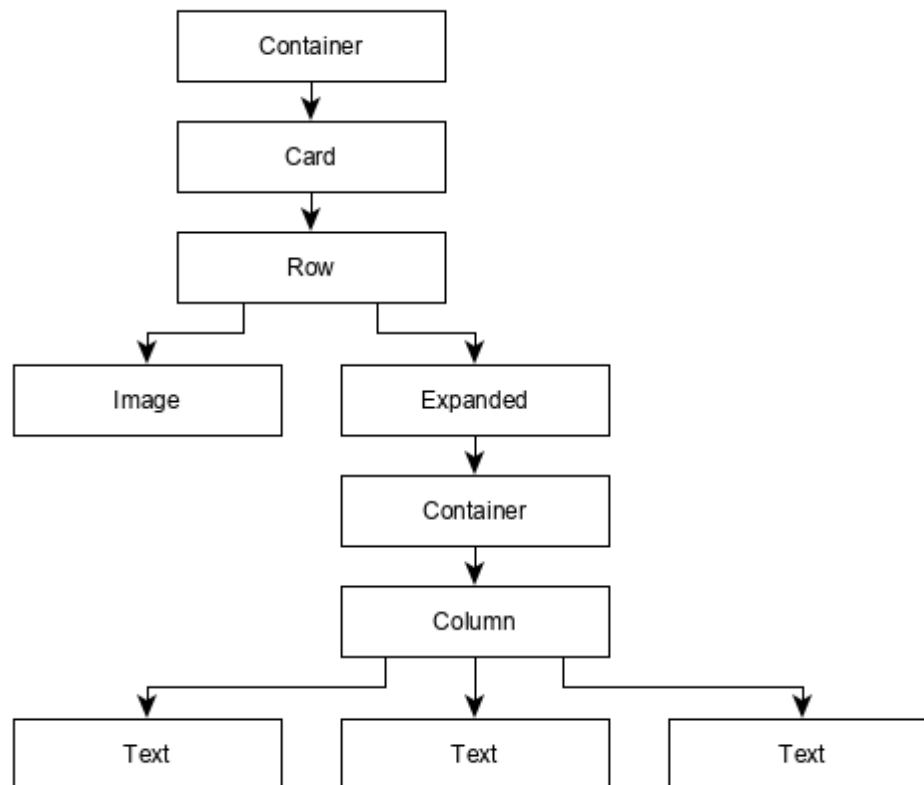 Container
Card
Row
Image
Expanded
Container
Column
Text
Text
Text